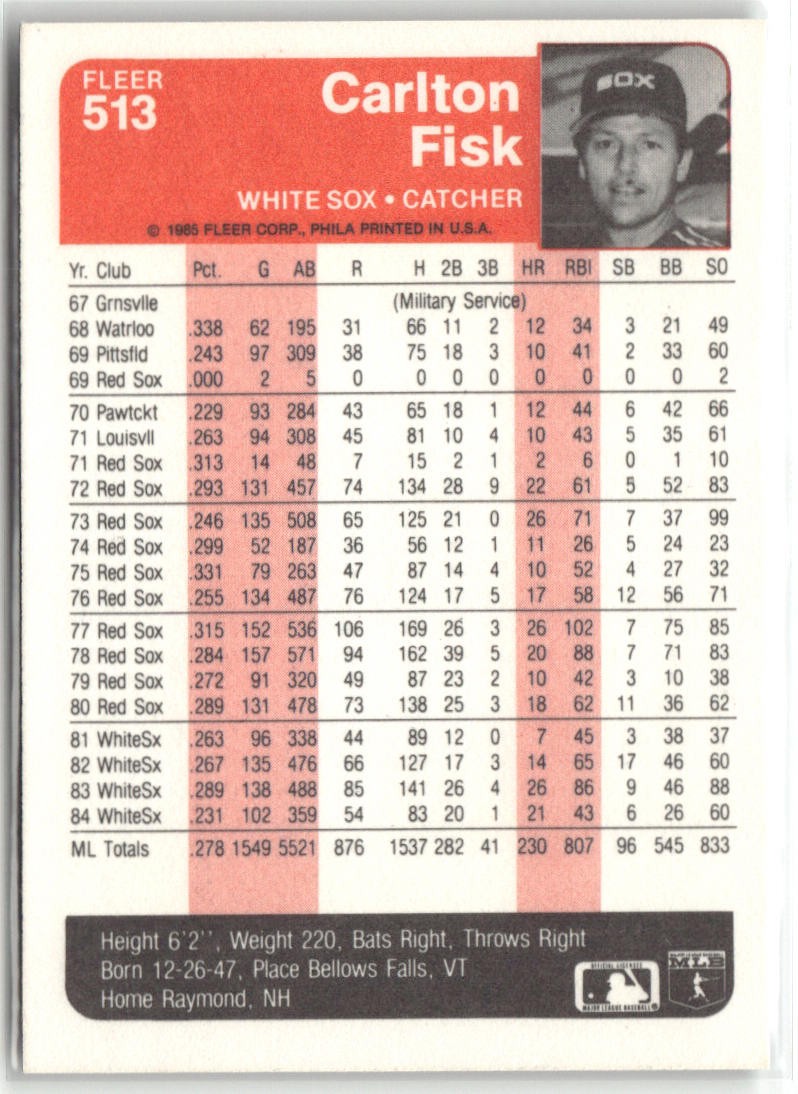 FLEER
513
Carlton
Fisk
SOX
WHITE SOX • CATCHER
© 1985 FLEER CORP., PHILA PRINTED IN U.S.A.
Yr. Club Pct. G AB R H 2B 3B HR RBI SB BB SO
67 Grnsvlle (Military Service)
68 Watrloo .338 62 195 31 66 11 2 12 34 3 21 49
69 Pittsfld .243 97 309 38 75 18 3 10 41 2 33 60
69 Red Sox .000 2 5 0 0 0 0 0 0 0 0 2
70 Pawtckt .229 93 284 43 65 18 1 12 44 6 42 66
71 Louisvll .263 94 308 45 81 10 4 10 43 5 35 61
71 Red Sox .313 14 48 7 15 2 1 2 6 0 1 10
72 Red Sox .293 131 457 74 134 28 9 22 61 5 52 83
73 Red Sox .246 135 508 65 125 21 0 26 71 7 37 99
74 Red Sox .299 52 187 36 56 12 1 11 26 5 24 23
75 Red Sox .331 79 263 47 87 14 4 10 52 4 27 32
76 Red Sox .255 134 487 76 124 17 5 17 58 12 56 71
77 Red Sox .315 152 536 106 169 26 3 26 102 7 75 85
78 Red Sox .284 157 571 94 162 39 5 20 88 7 71 83
79 Red Sox .272 91 320 49 87 23 2 10 42 3 10 38
80 Red Sox .289 131 478 73 138 25 3 18 62 11 36 62
81 WhiteSx .263 96 338 44 89 12 0 7 45 3 38 37
82 WhiteSx .267 135 476 66 127 17 3 14 65 17 46 60
83 WhiteSx .289 138 488 85 141 26 4 26 86 9 46 88
84 WhiteSx .231 102 359 54 83 20 1 21 43 6 26 60
ML Totals .278 1549 5521 876 1537 282 41 230 807 96 545 833
Height 6'2'', Weight 220, Bats Right, Throws Right
Born 12-26-47, Place Bellows Falls, VT
Home Raymond, NH
OFFICIAL LICENSEE
MAJOR LEAGUE BASEBALL
MLB